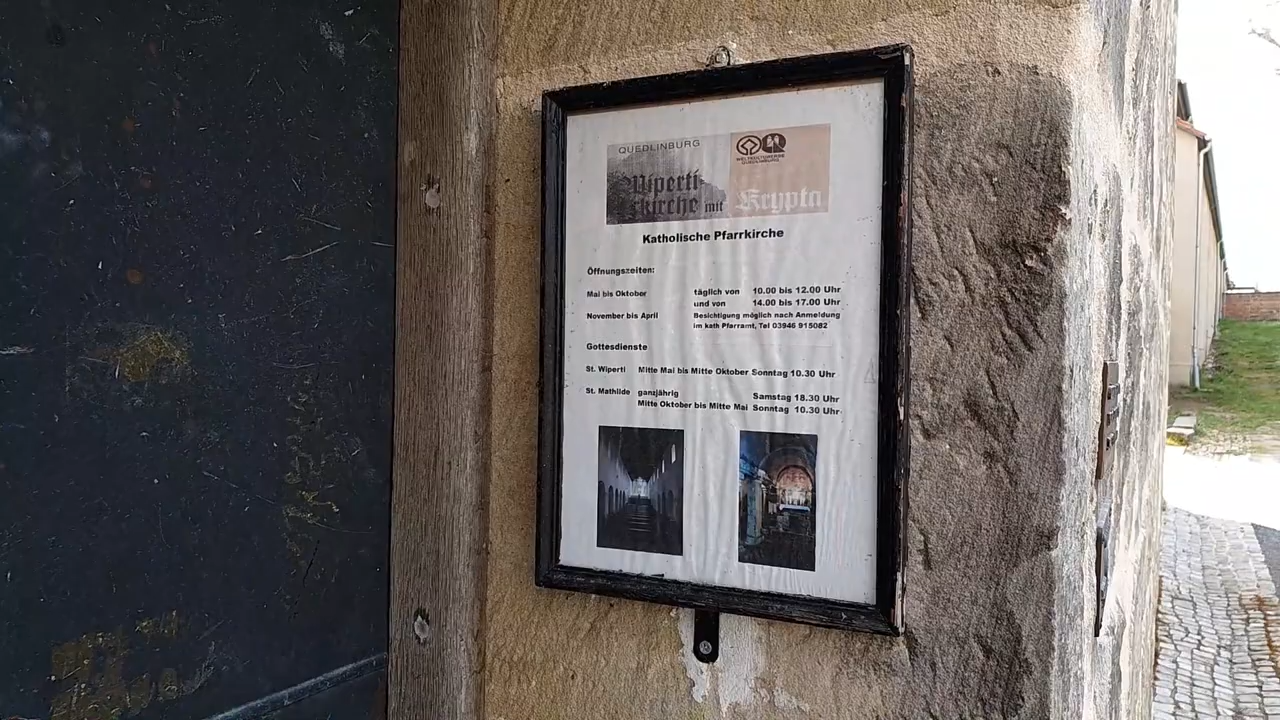 QUEDLINBURG
WELTKULTURERBE
QUEDLINBURG
Wiperti-
kirche mit Krypta
Katholische Pfarrkirche
Öffnungszeiten:
Mai bis Oktober täglich von 10.00 bis 12.00 Uhr
und von 14.00 bis 17.00 Uhr
November bis April Besichtigung möglich nach Anmeldung
im kath Pfarramt, Tel 03946 915082
Gottesdienste
St. Wiperti Mitte Mai bis Mitte Oktober Sonntag 10.30 Uhr
St. Mathilde ganzjährig Samstag 18.30 Uhr
Mitte Oktober bis Mitte Mai Sonntag 10.30 Uhr